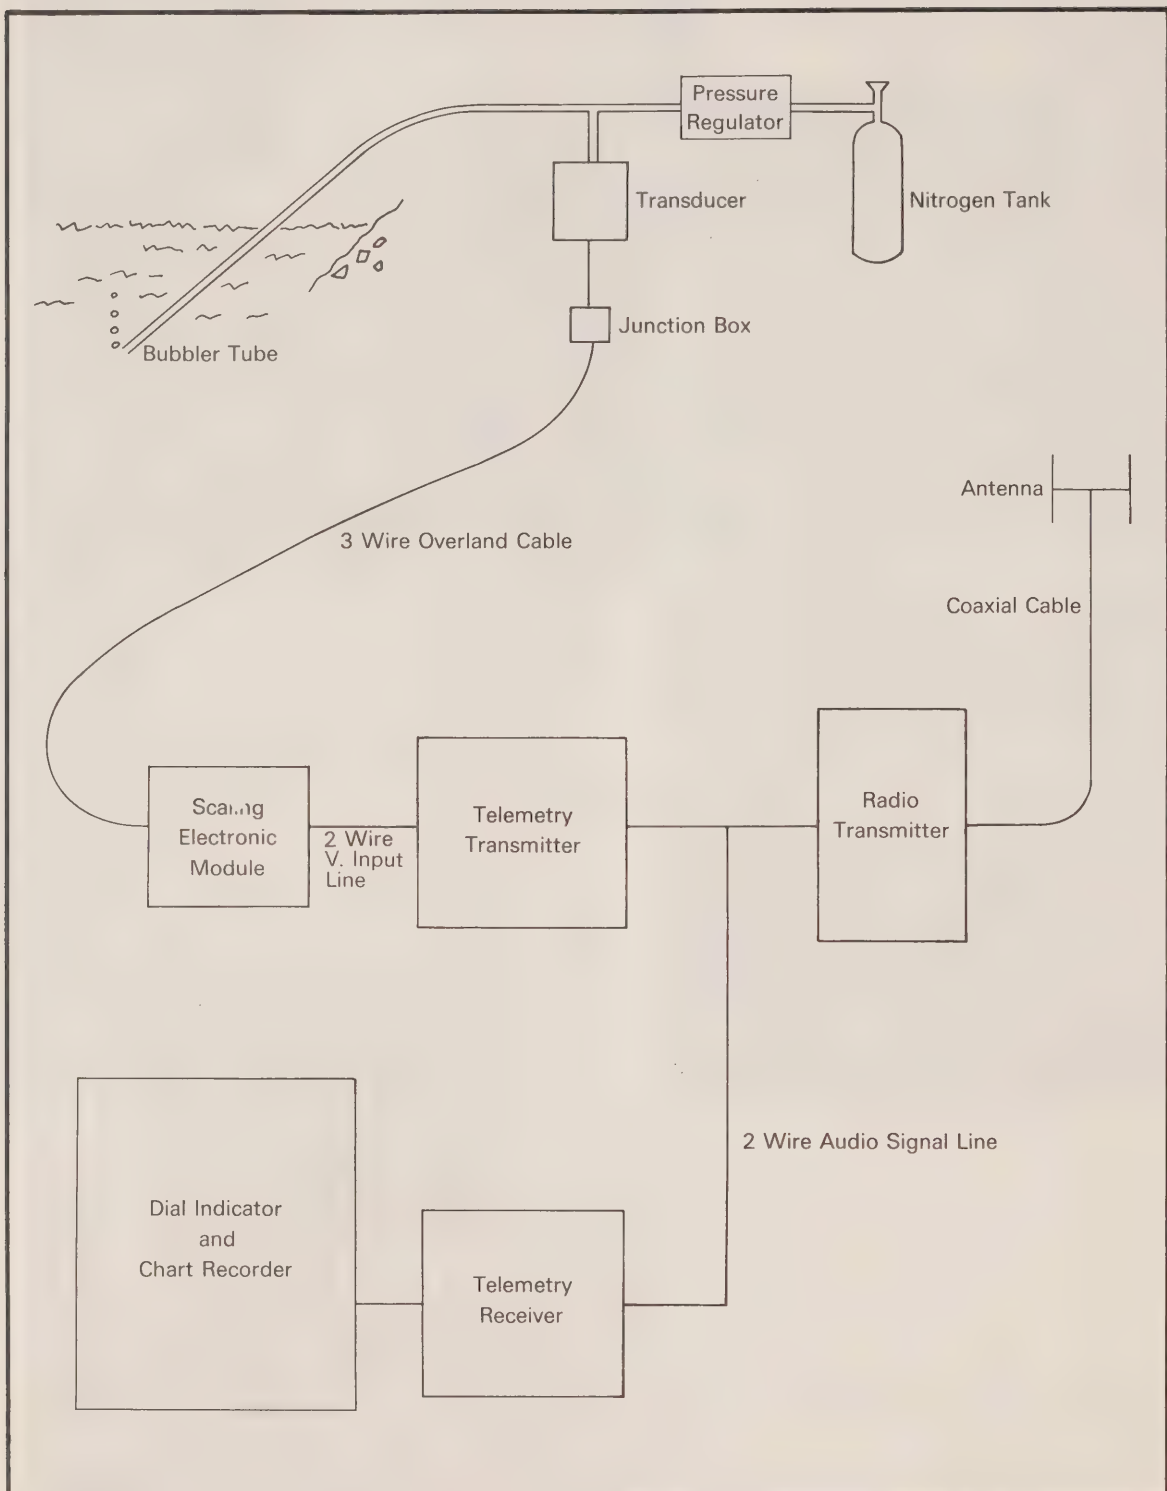 Pressure
Regulator
Transducer
Nitrogen Tank
Junction Box
Bubbler Tube
Antenna
3 Wire Overland Cable
Coaxial Cable
Scaling
Electronic
Module
2 Wire
V. Input
Line
Telemetry
Transmitter
Radio
Transmitter
2 Wire Audio Signal Line
Dial Indicator
and
Chart Recorder
Telemetry
Receiver